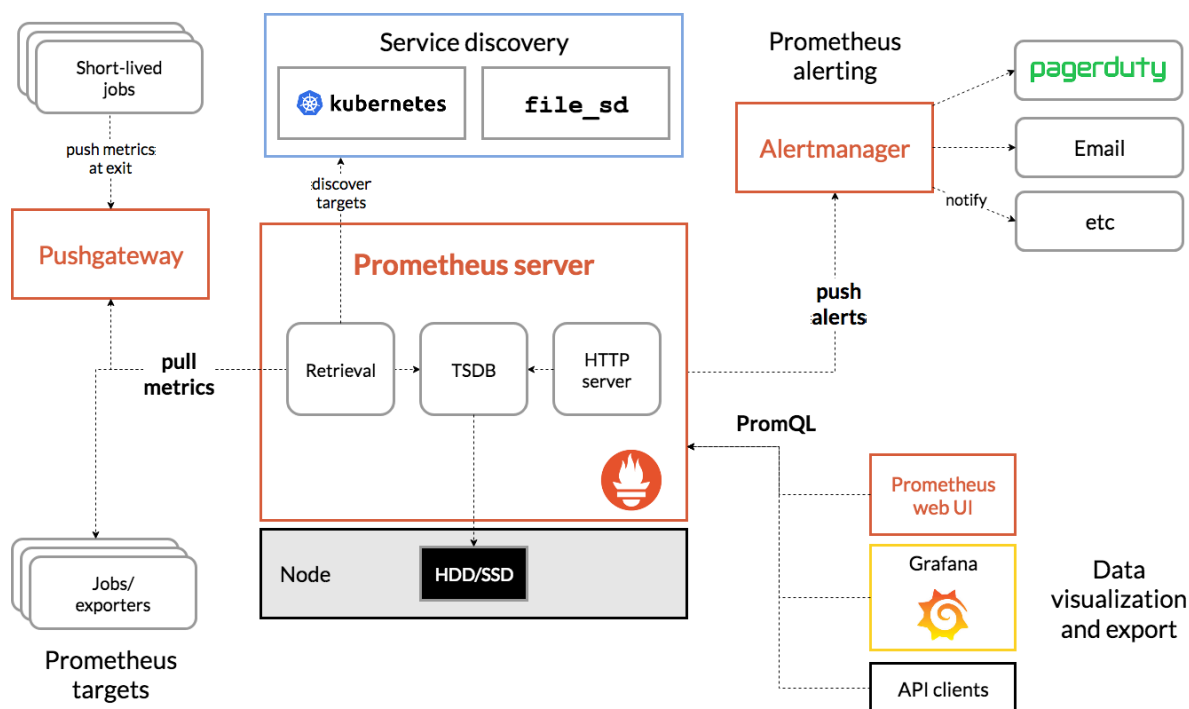 Short-lived
jobs
push metrics
at exit
Pushgateway
pull
metrics
Jobs/
exporters
Prometheus
targets
Service discovery
kubernetes
file_sd
discover
targets
Prometheus server
Retrieval
TSDB
HTTP
server
Node
HDD/SSD
Prometheus
alerting
Alertmanager
pagerduty
Email
etc
notify
push
alerts
PromQL
Prometheus
web UI
Grafana
API clients
Data
visualization
and export